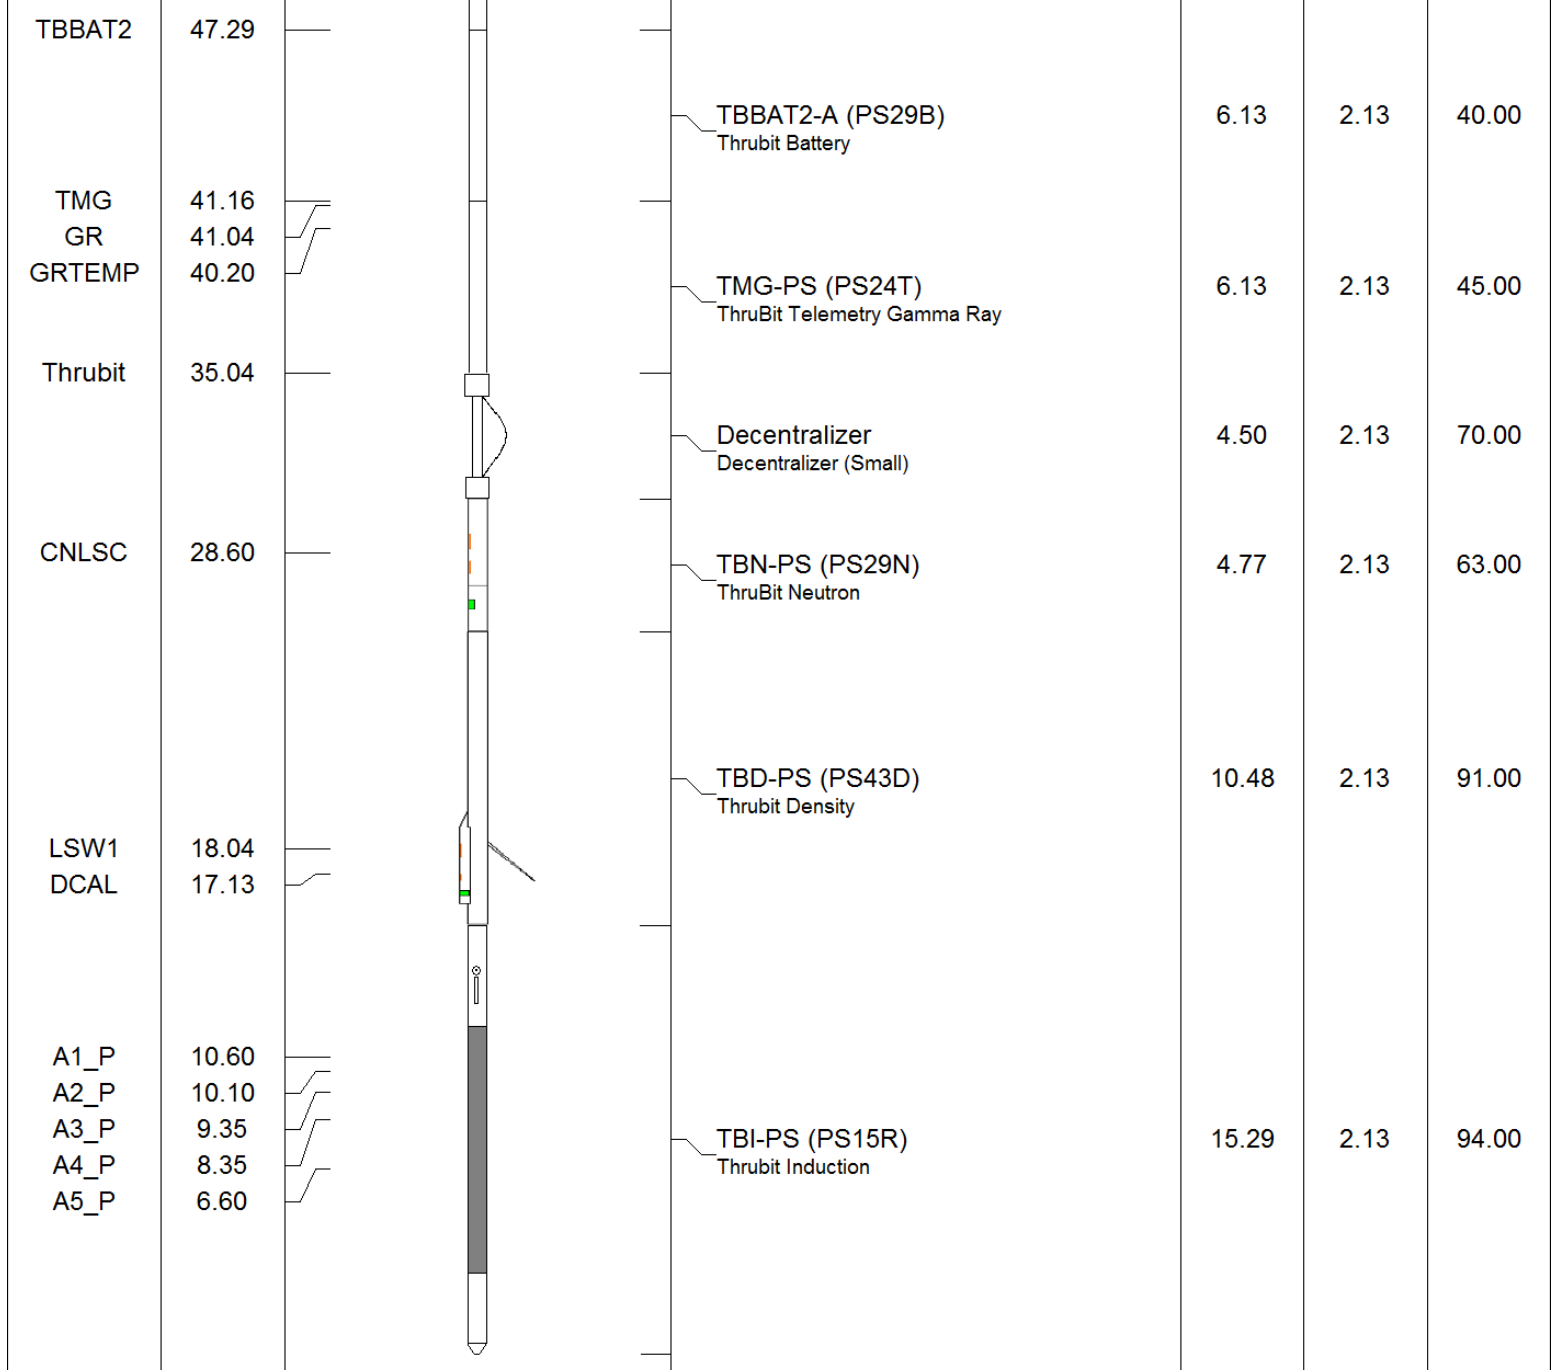 TBBAT2 47.29
TBBAT2-A (PS29B) 6.13 2.13 40.00
Thrubit Battery
TMG 41.16
GR 41.04
GRTEMP 40.20
TMG-PS (PS24T) 6.13 2.13 45.00
ThruBit Telemetry Gamma Ray
Thrubit 35.04
Decentralizer 4.50 2.13 70.00
Decentralizer (Small)
CNLSC 28.60
TBN-PS (PS29N) 4.77 2.13 63.00
ThruBit Neutron
TBD-PS (PS43D) 10.48 2.13 91.00
Thrubit Density
LSW1 18.04
DCAL 17.13
A1_P 10.60
A2_P 10.10
A3_P 9.35
TBI-PS (PS15R) 15.29 2.13 94.00
A4_P 8.35
Thrubit Induction
A5_P 6.60